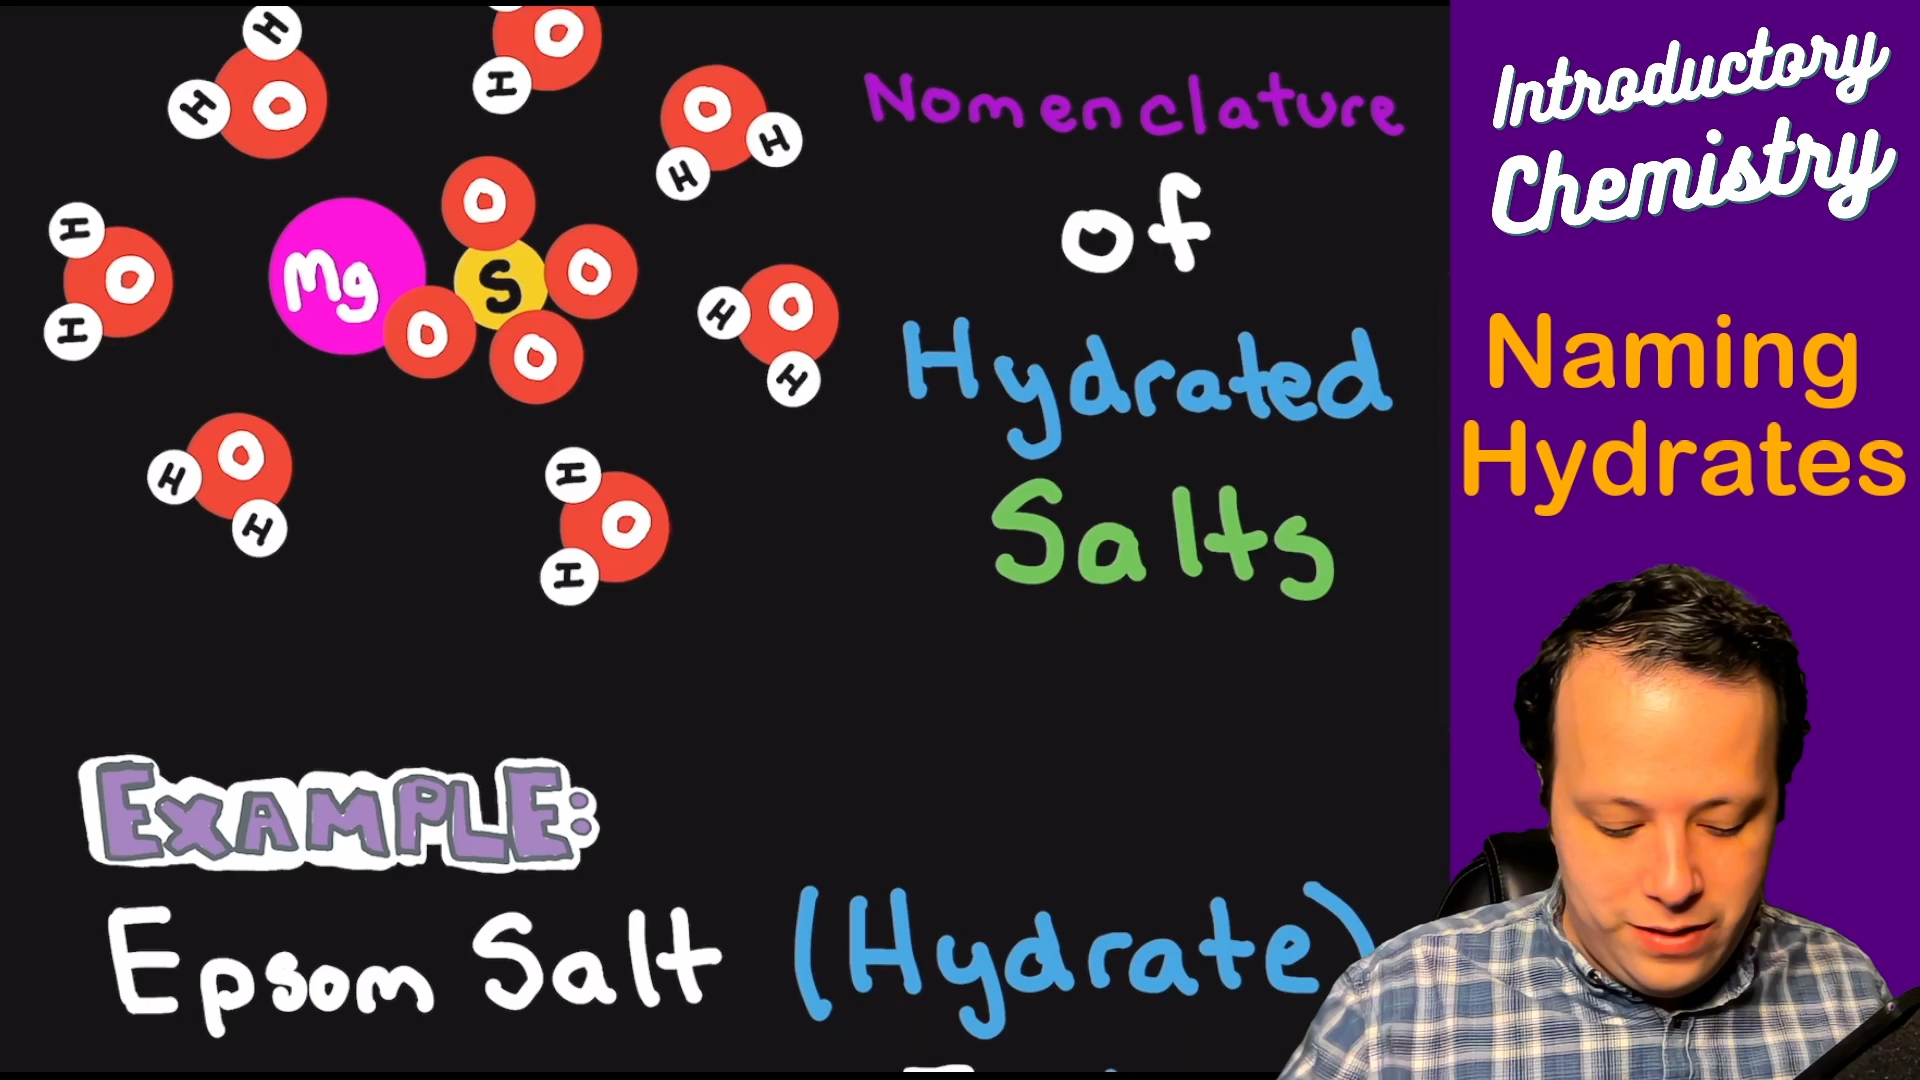 Nomenclature
of
Hydrated
Salts
Introductory
Chemistry
Naming
Hydrates
H
H O
O
H
O
H
H
O
H
O
H
Mg
S
O
O
O
H
O
H
H O
H
H
O
H
O
H
EXAMPLE:
Epsom Salt (Hydrate)